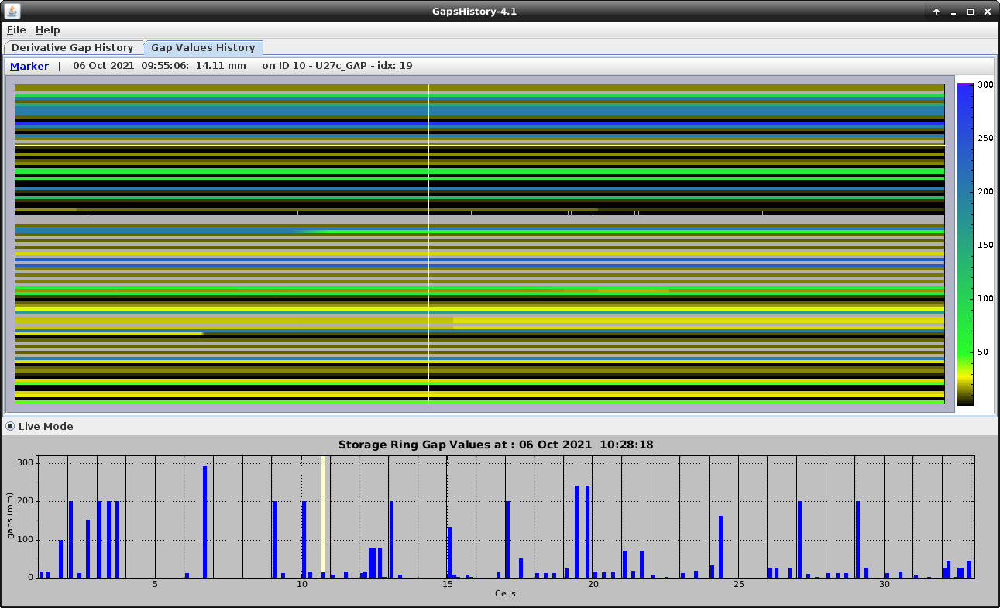 GapsHistory-4.1
File Help
Derivative Gap History Gap Values History
Marker | 06 Oct 2021 09:55:06: 14.11 mm on ID 10 - U27c_GAP - idx: 19
300
250
200
150
100
50
Live Mode
Storage Ring Gap Values at : 06 Oct 2021 10:28:18
300
200
100
0
gaps (mm)
5 10 15 20 25 30
Cells